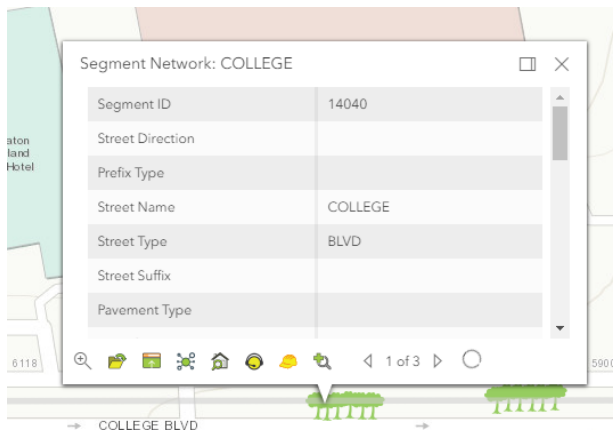 Segment Network: COLLEGE
Segment ID 14040
Street Direction
Prefix Type
Street Name COLLEGE
Street Type BLVD
Street Suffix
Pavement Type
aton
land
Hotel
6118
1 of 3
5900
COLLEGE BLVD